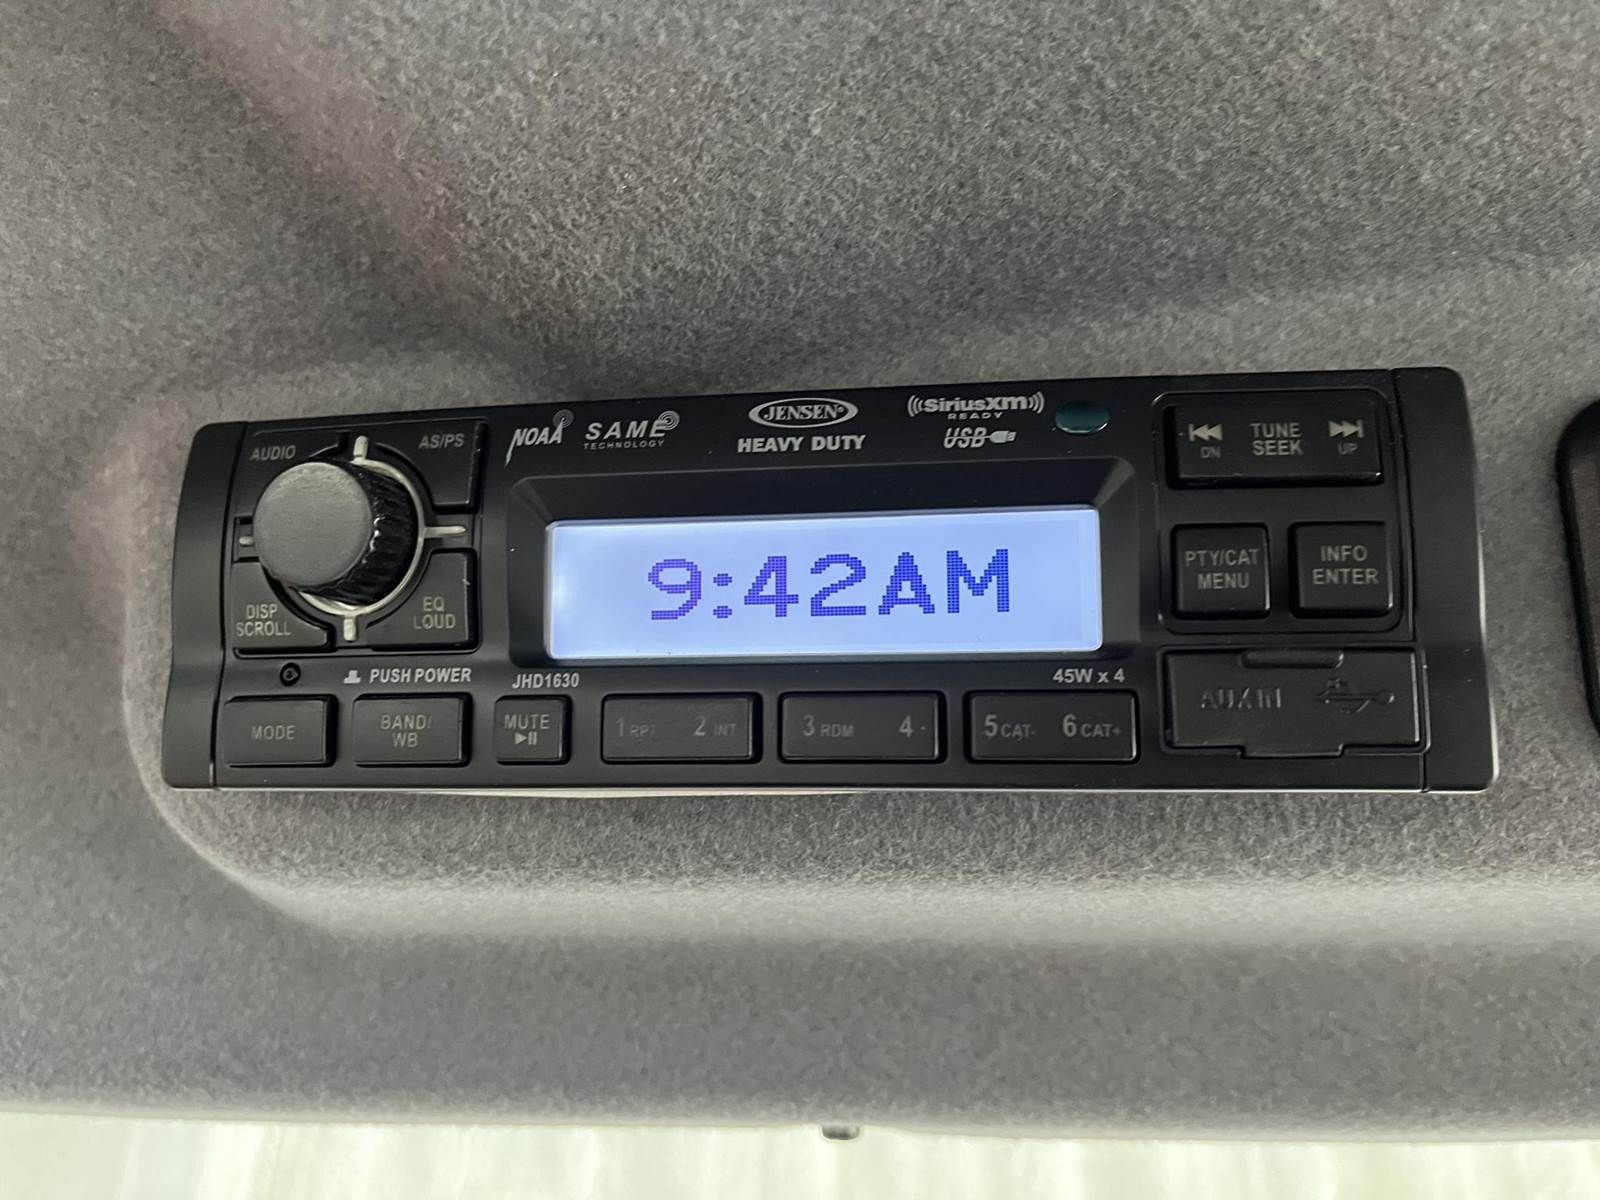 AUDIO
AS/PS
NOAA
SAME
TECHNOLOGY
JENSEN®
HEAVY DUTY
SiriusXM
READY
USB
DN
TUNE
SEEK
UP
9:42AM
PTY/CAT
MENU
INFO
ENTER
DISP
SCROLL
EQ
LOUD
PUSH POWER
JHD1630
45W x 4
MODE
BAND/
WB
MUTE
1 RPT 2 INT
3 RDM 4 -
5 CAT- 6 CAT+
AUX IN